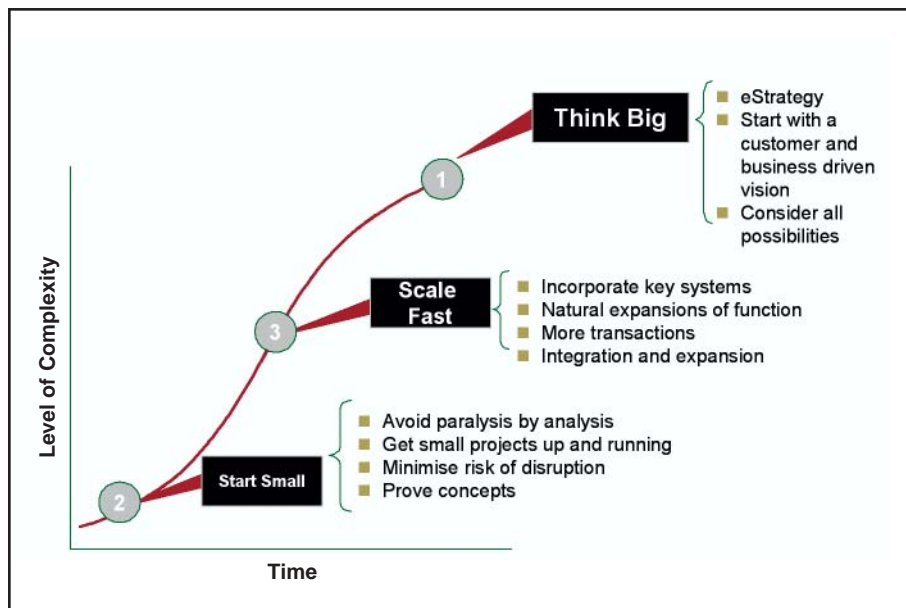 Think Big
eStrategy
Start with a
customer and
business driven
vision
Consider all
possibilities
1
Level of Complexity
Scale
Fast
Incorporate key systems
Natural expansions of function
More transactions
Integration and expansion
3
Start Small
Avoid paralysis by analysis
Get small projects up and running
Minimise risk of disruption
Prove concepts
2
Time